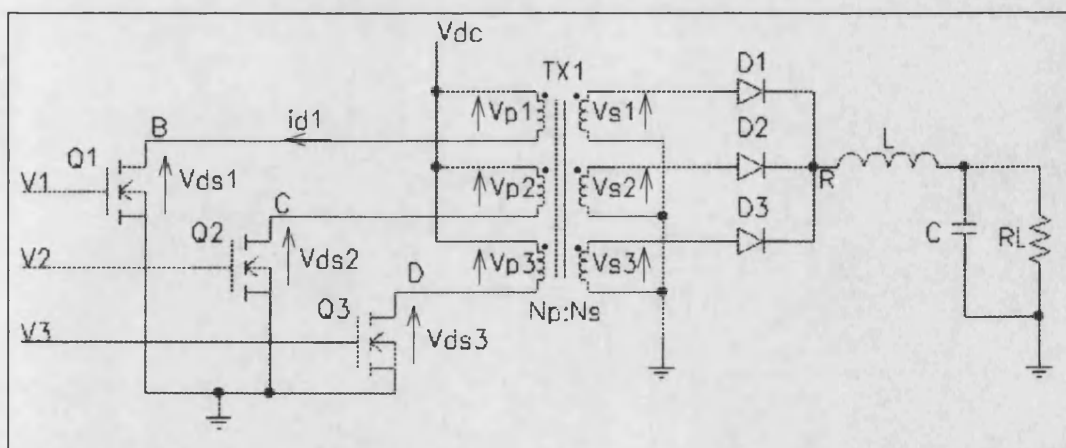 Vdc
TX1
D1
Vp1
Vs1
B
id1
D2
L
Q1
Vds1
V1
Vp2
Vs2
R
C
D3
Q2
Vds2
C
RL
V2
D
Vp3
Vs3
Q3
Np:Ns
V3
Vds3